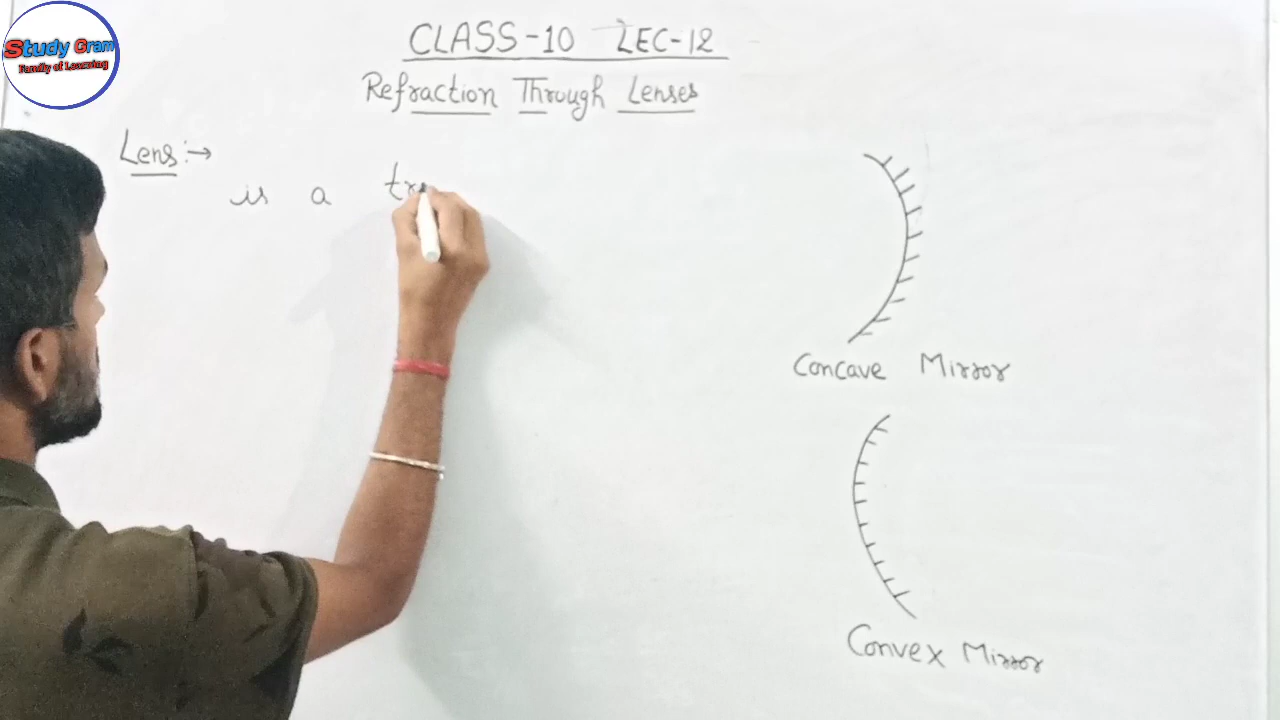 Study Gram
Family of Learning
CLASS-10 LEC-12
Refraction Through Lenses
Lens:→
is a
Concave Mirror
Convex Mirror